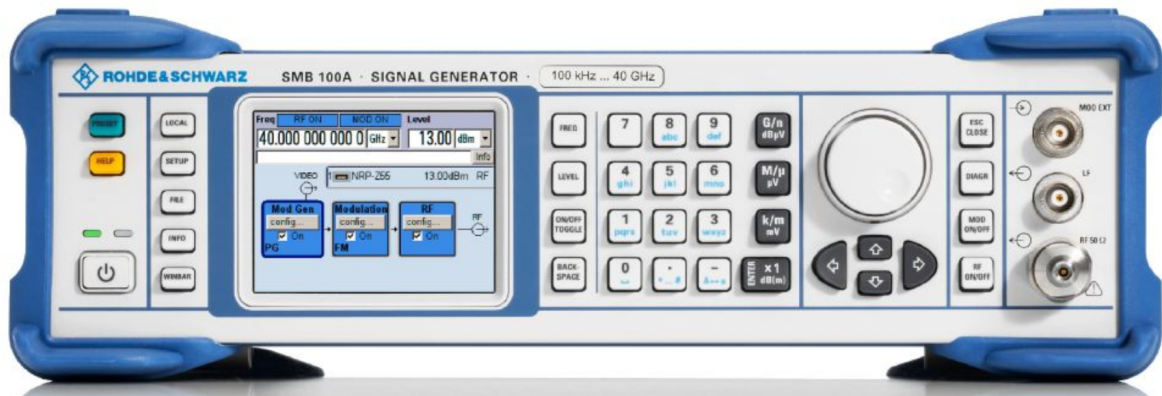 ROHDE&SCHWARZ
SMB 100A · SIGNAL GENERATOR ·
100 kHz ... 40 GHz
PRESET
LOCAL
HELP
SETUP
FILE
INFO
WINBAR
Freq RF ON MOD ON Level
40.000 000 000 0 GHz 13.00 dBm
Info
VIDEO 1 NRP-Z55 13.00dBm RF
Mod Gen Modulation RF
config... config... config...
On On On
PG FM
RF
FREQ 7 8 9 G/n
abc def dBµV
LEVEL 4 5 6 M/µ
ghi jkl mno µV
ON/OFF 1 2 3 k/m
TOGGLE pqrs tuv wxyz mV
BACK- 0 . − ENTER x1
SPACE *...# A↔a dB(m)
ESC
CLOSE
DIAGR
MOD
ON/OFF
RF
ON/OFF
MOD EXT
LF
RF 50 Ω